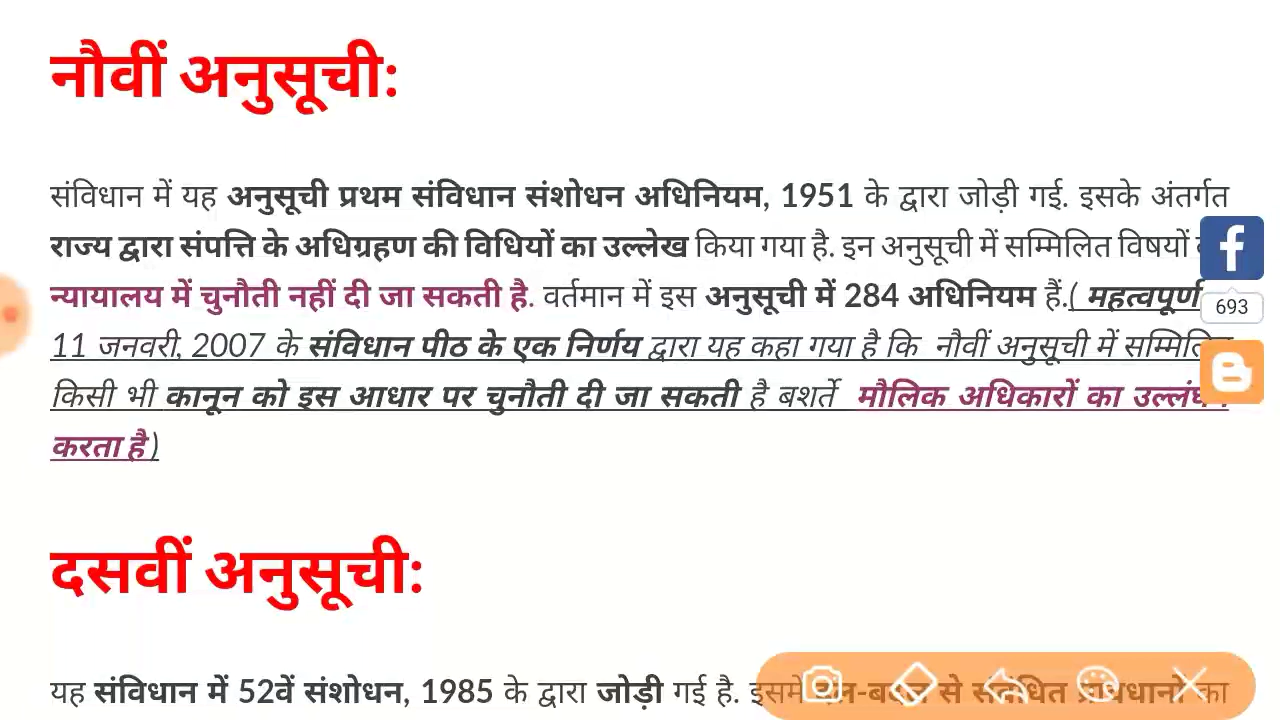 नौवीं अनुसूची:
संविधान में यह अनुसूची प्रथम संविधान संशोधन अधिनियम, 1951 के द्वारा जोड़ी गई. इसके अंतर्गत
राज्य द्वारा संपत्ति के अधिग्रहण की विधियों का उल्लेख किया गया है. इन अनुसूची में सम्मिलित विषयों
न्यायालय में चुनौती नहीं दी जा सकती है. वर्तमान में इस अनुसूची में 284 अधिनियम हैं.( महत्वपूर्ण
693
11 जनवरी, 2007 के संविधान पीठ के एक निर्णय द्वारा यह कहा गया है कि नौवीं अनुसूची में सम्मिलित
किसी भी कानून को इस आधार पर चुनौती दी जा सकती है बशर्ते मौलिक अधिकारों का उल्लंघन
करता है)
दसवीं अनुसूची:
यह संविधान में 52वें संशोधन, 1985 के द्वारा जोड़ी गई है. इसमें दल-बदल से संबंधित प्रावधानों का